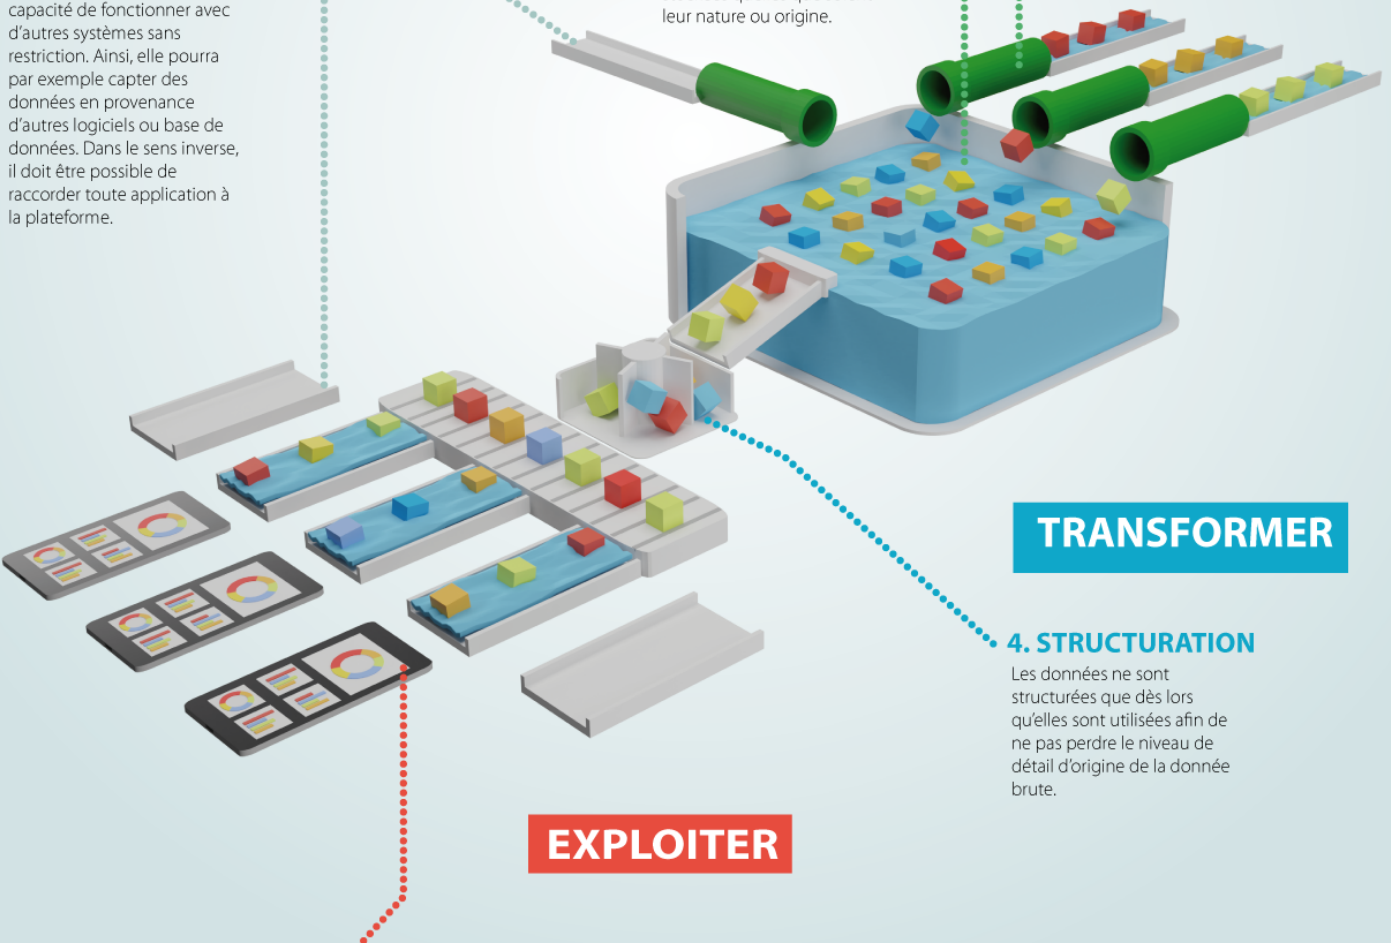 capacité de fonctionner avec
d'autres systèmes sans
restriction. Ainsi, elle pourra
par exemple capter des
données en provenance
d'autres logiciels ou base de
données. Dans le sens inverse,
il doit être possible de
raccorder toute application à
la plateforme.
leur nature ou origine.
TRANSFORMER
4. STRUCTURATION
Les données ne sont
structurées que dès lors
qu'elles sont utilisées afin de
ne pas perdre le niveau de
détail d'origine de la donnée
brute.
EXPLOITER